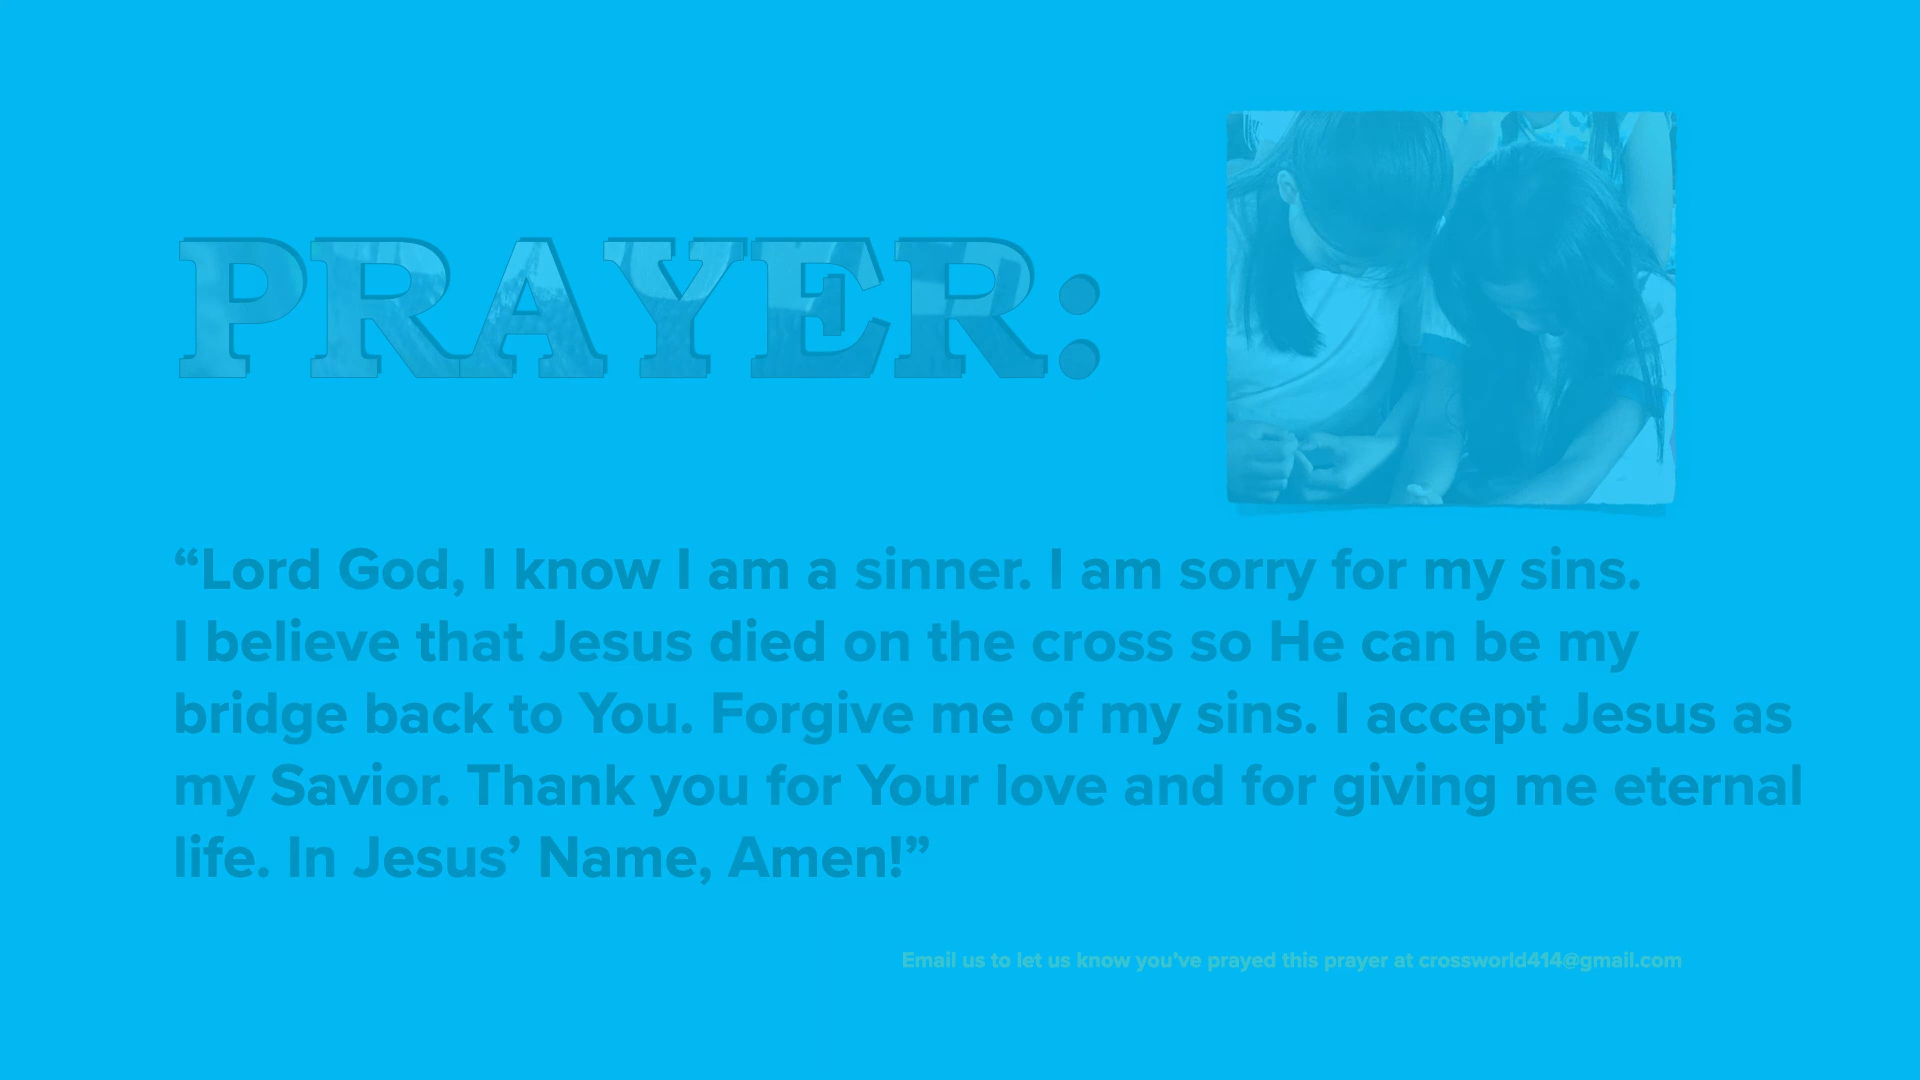 PRAYER:
“Lord God, I know I am a sinner. I am sorry for my sins.
I believe that Jesus died on the cross so He can be my
bridge back to You. Forgive me of my sins. I accept Jesus as
my Savior. Thank you for Your love and for giving me eternal
life. In Jesus’ Name, Amen!”
Email us to let us know you’ve prayed this prayer at crossworld414@gmail.com